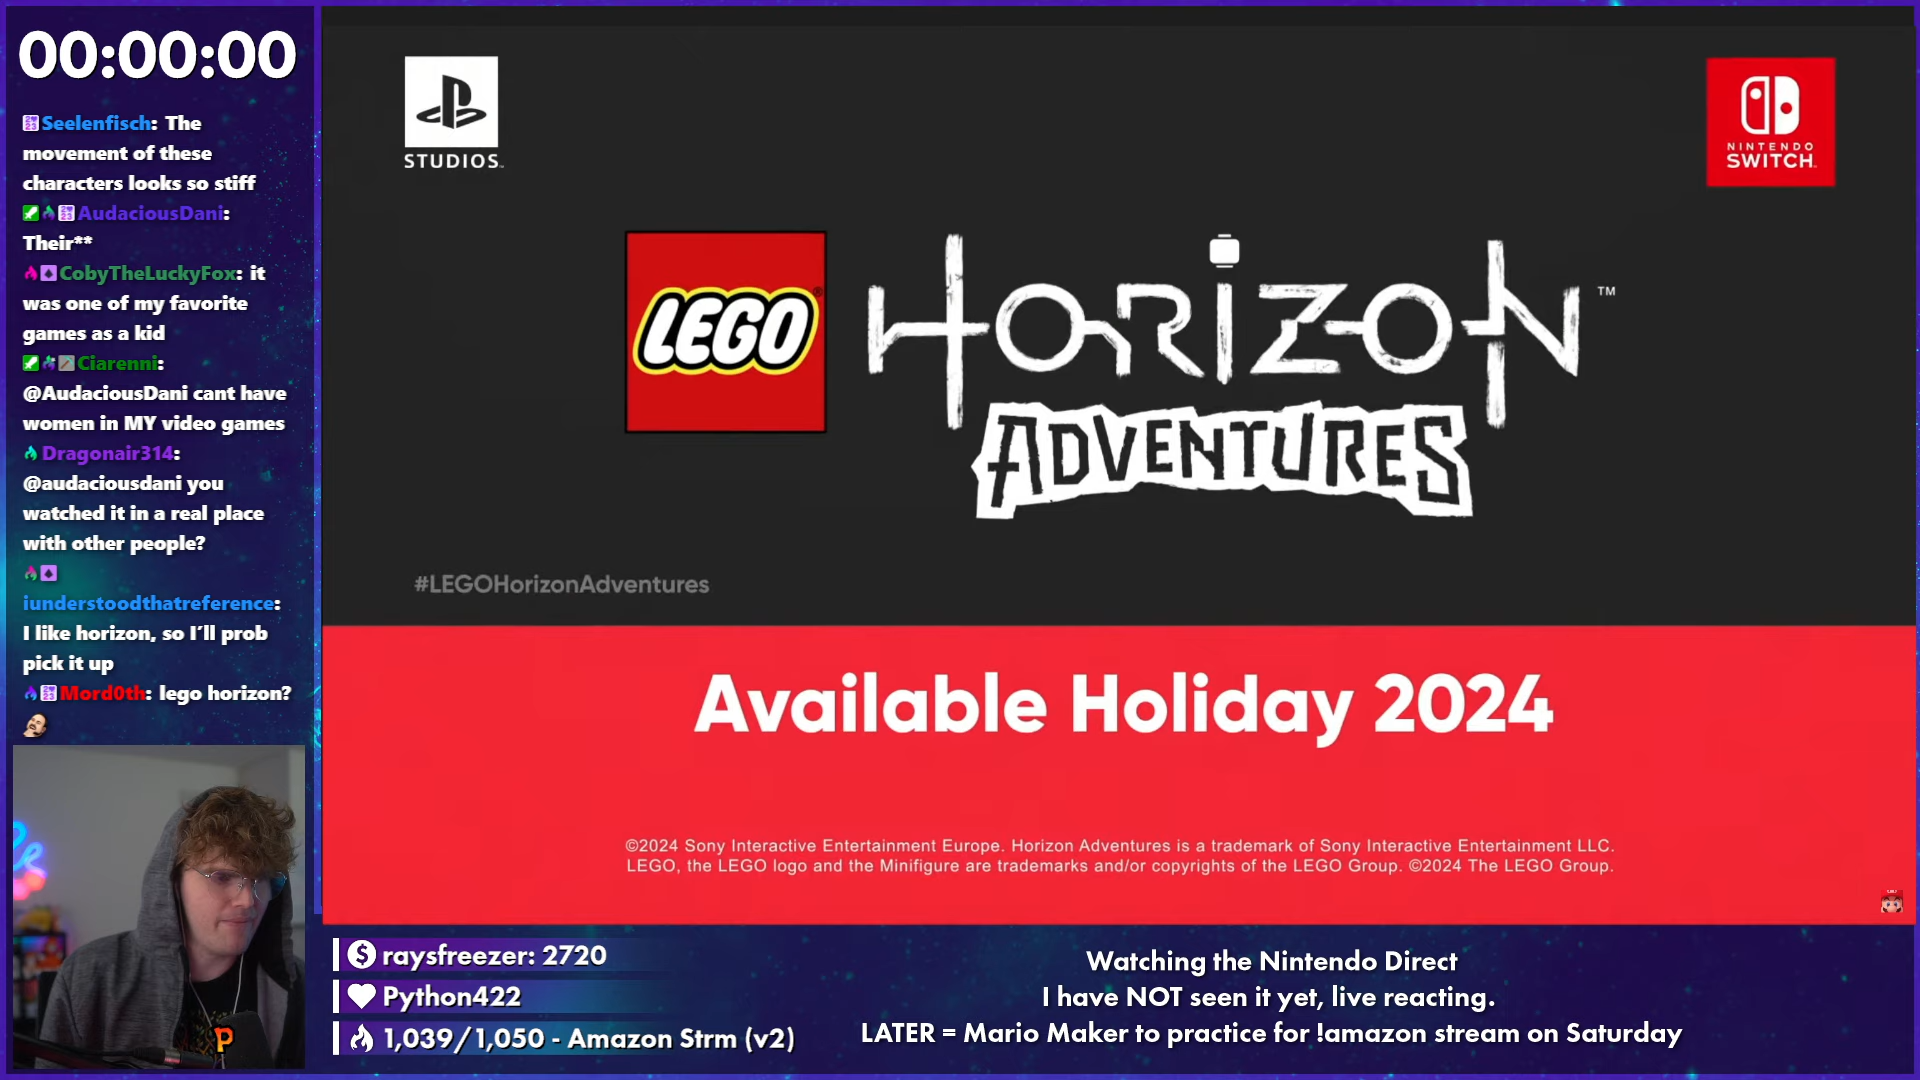 00:00:00
Seelenfisch: The
movement of these
characters looks so stiff
AudaciousDani:
Their**
CobyTheLuckyFox: it
was one of my favorite
games as a kid
Ciarenni:
@AudaciousDani cant have
women in MY video games
Dragonair314:
@audaciousdani you
watched it in a real place
with other people?
iunderstoodthatreference:
I like horizon, so I'll prob
pick it up
Mord0th: lego horizon?
STUDIOS
NINTENDO
SWITCH
LEGO®
HORIZON™
ADVENTURES
#LEGOHorizonAdventures
Available Holiday 2024
©2024 Sony Interactive Entertainment Europe. Horizon Adventures is a trademark of Sony Interactive Entertainment LLC.
LEGO, the LEGO logo and the Minifigure are trademarks and/or copyrights of the LEGO Group. ©2024 The LEGO Group.
raysfreezer: 2720
Python422
1,039/1,050 - Amazon Strm (v2)
Watching the Nintendo Direct
I have NOT seen it yet, live reacting.
LATER = Mario Maker to practice for !amazon stream on Saturday